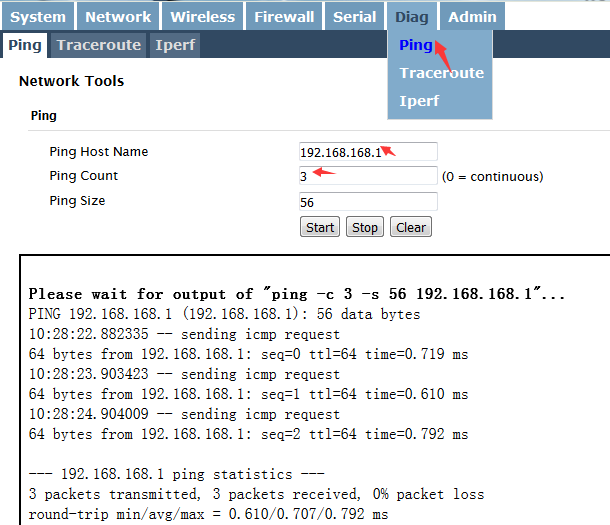 System Network Wireless Firewall Serial Diag Admin
Ping Traceroute Iperf
Ping
Traceroute
Iperf
Network Tools
Ping
Ping Host Name 192.168.168.1
Ping Count 3 (0 = continuous)
Ping Size 56
Start Stop Clear
Please wait for output of "ping -c 3 -s 56 192.168.168.1"...
PING 192.168.168.1 (192.168.168.1): 56 data bytes
10:28:22.882335 -- sending icmp request
64 bytes from 192.168.168.1: seq=0 ttl=64 time=0.719 ms
10:28:23.903423 -- sending icmp request
64 bytes from 192.168.168.1: seq=1 ttl=64 time=0.610 ms
10:28:24.904009 -- sending icmp request
64 bytes from 192.168.168.1: seq=2 ttl=64 time=0.792 ms
--- 192.168.168.1 ping statistics ---
3 packets transmitted, 3 packets received, 0% packet loss
round-trip min/avg/max = 0.610/0.707/0.792 ms